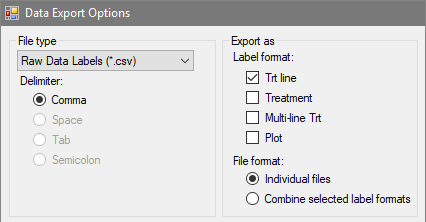 Data Export Options
File type
Raw Data Labels (*.csv)
Delimiter:
Comma
Space
Tab
Semicolon
Export as
Label format:
Trt line
Treatment
Multi-line Trt
Plot
File format:
Individual files
Combine selected label formats